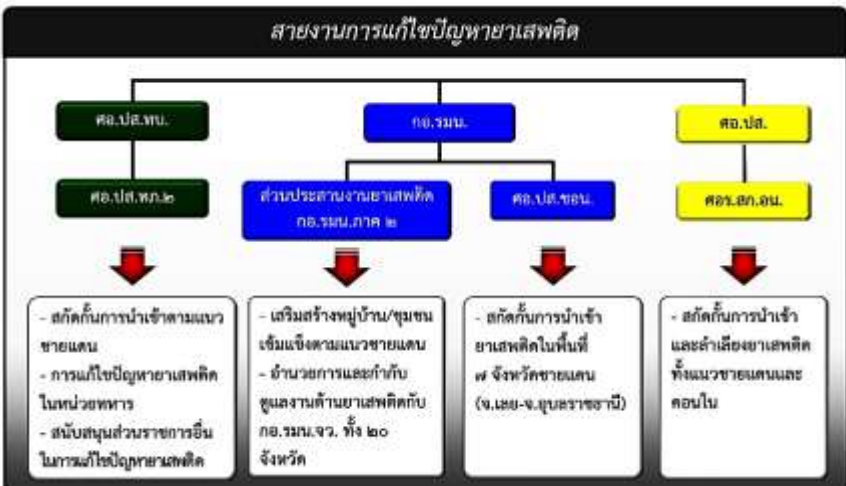 สายงานการแก้ไขปัญหายาเสพติด
ศอ.ปส.ทบ.
กอ.รมน.
ศอ.ปส.
ศอ.ปส.ทภ.๒
ส่วนประสานงานยาเสพติด
กอ.รมน.ภาค ๒
ศอ.ปส.ชอน.
ศอร.สก.อน.
- สกัดกั้นการนำเข้าตามแนว
ชายแดน
- การแก้ไขปัญหายาเสพติด
ในหน่วยทหาร
- สนับสนุนส่วนราชการอื่น
ในการแก้ไขปัญหายาเสพติด
- เสริมสร้างหมู่บ้าน/ชุมชน
เข้มแข็งตามแนวชายแดน
- อำนวยการและกำกับ
ดูแลงานด้านยาเสพติดกับ
กอ.รมน.จว. ทั้ง ๒๐
จังหวัด
- สกัดกั้นการนำเข้า
ยาเสพติดในพื้นที่
๗ จังหวัดชายแดน
(จ.เลย-จ.อุบลราชธานี)
- สกัดกั้นการนำเข้า
และลำเลียงยาเสพติด
ทั้งแนวชายแดนและ
ตอนใน